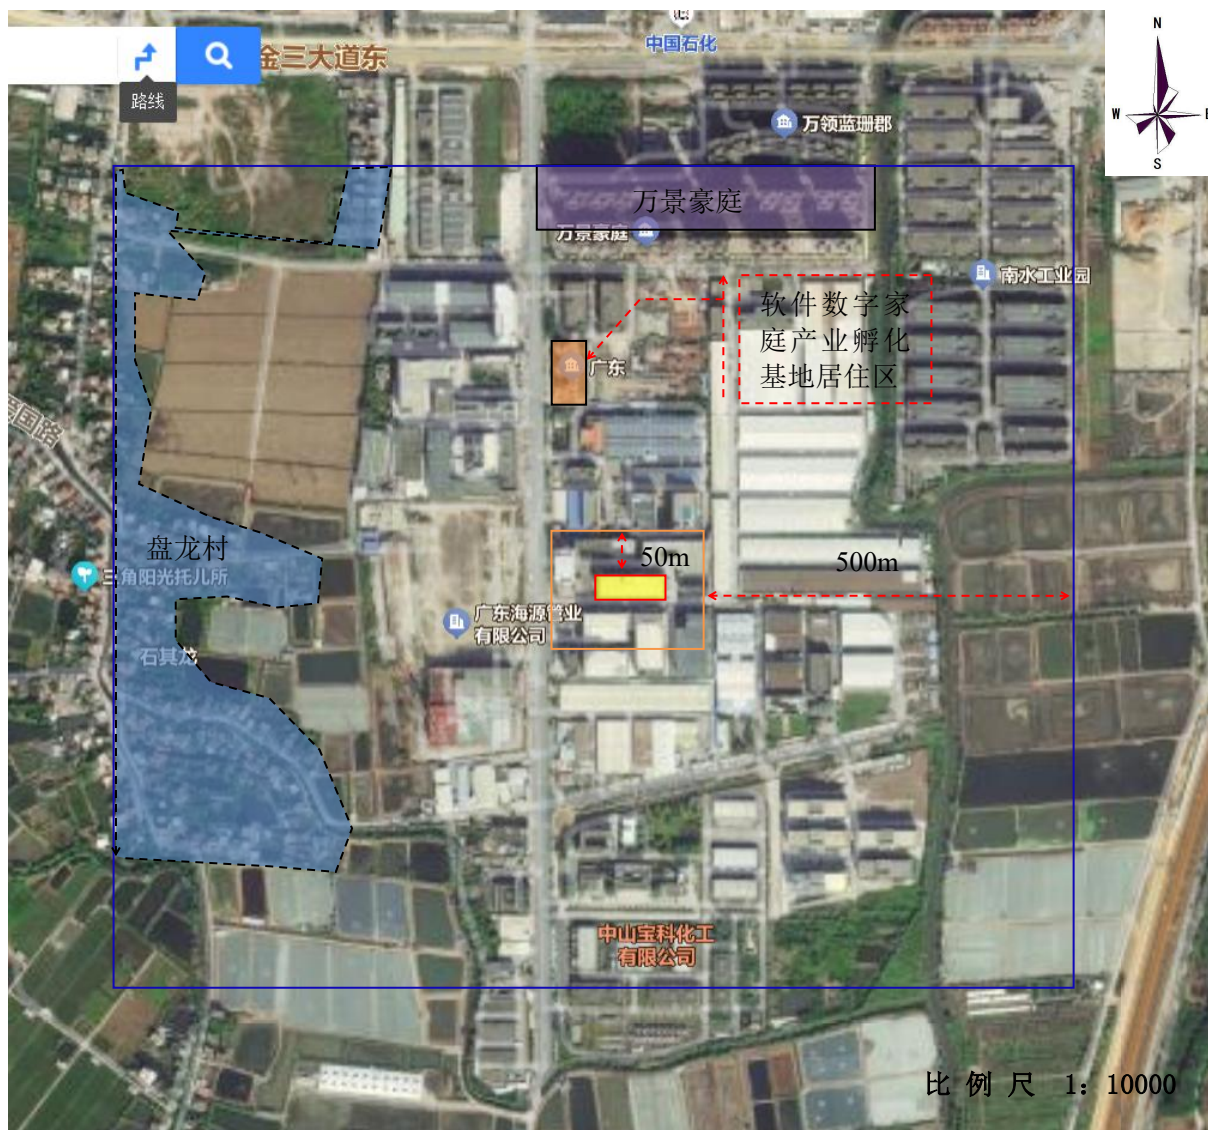 N
W
E
S
中国石化
金三大道东
路线
万领蓝珊郡
万景豪庭
万景豪庭
南水工业园
软件数字家
庭产业孵化
基地居住区
广东
国路
盘龙村
50m
500m
三角阳光托儿所
广东海源管业
有限公司
石其龙
中山宝科化工
有限公司
比例尺 1：10000